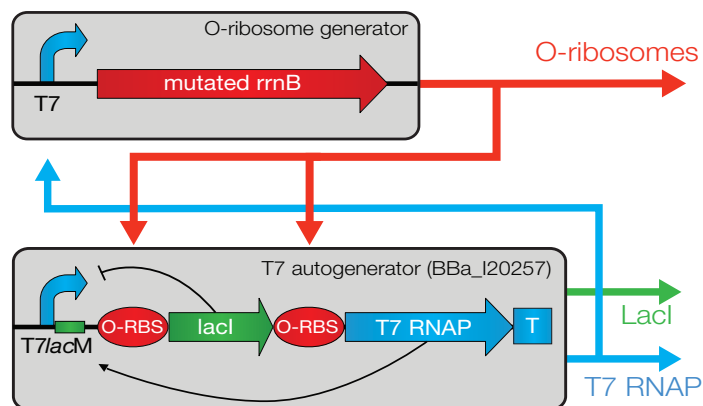 O-ribosome generator
O-ribosomes
mutated rrnB
T7
T7 autogenerator (BBa_I20257)
O-RBS
lacI
O-RBS
T7 RNAP
T
T7lacM
LacI
T7 RNAP